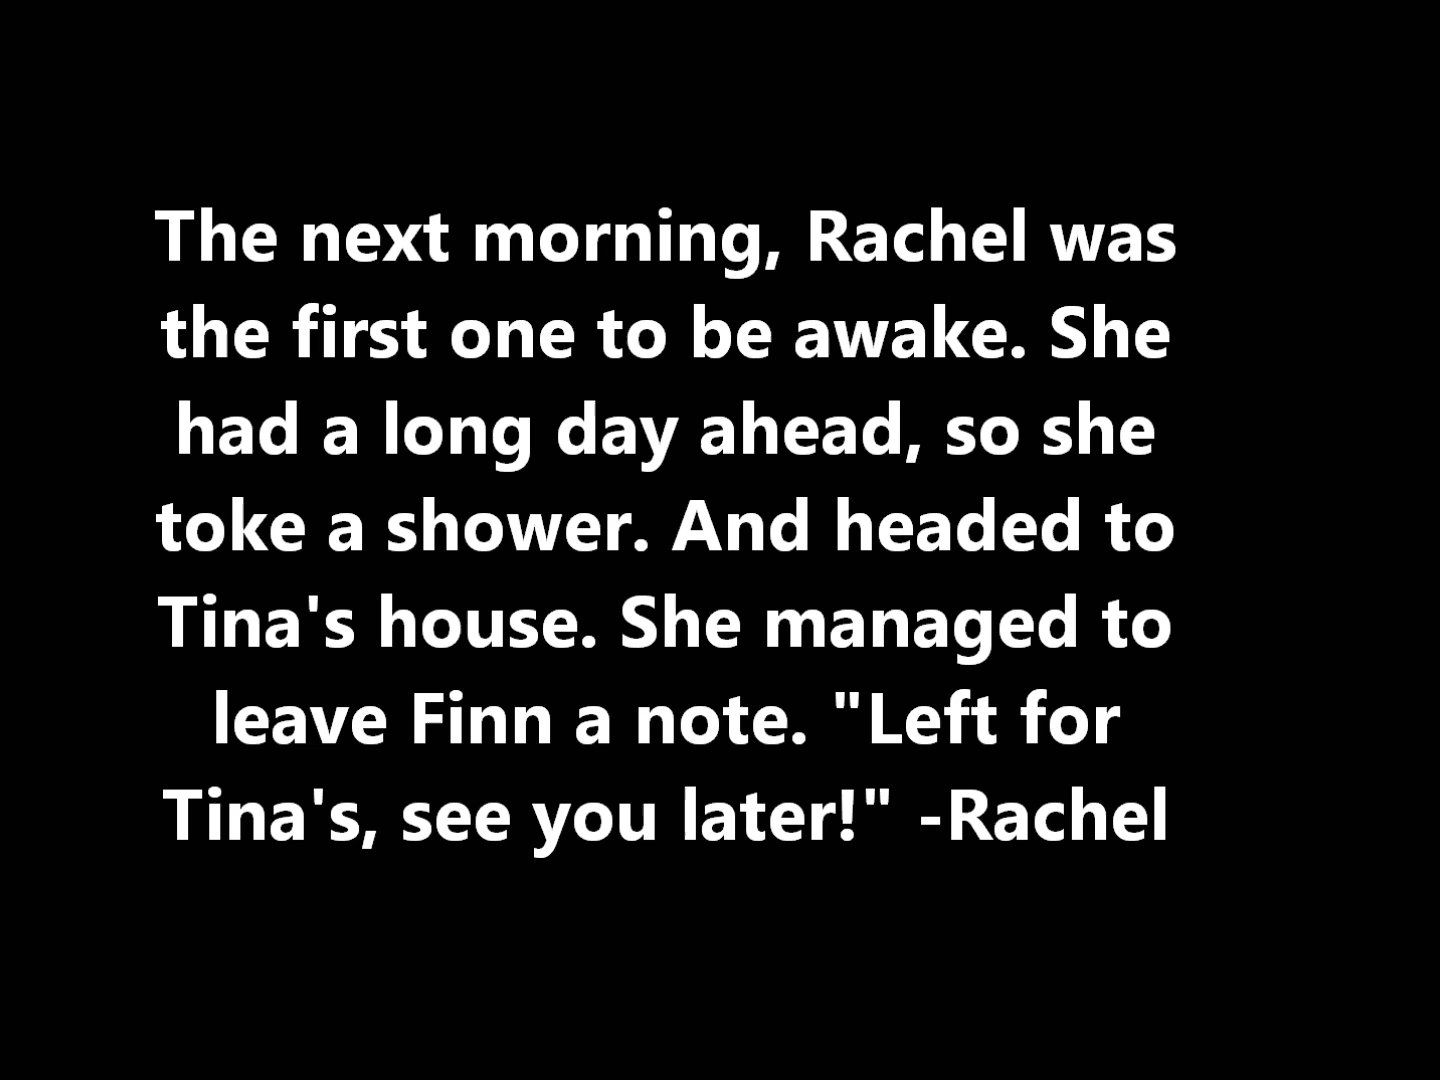 The next morning, Rachel was
the first one to be awake. She
had a long day ahead, so she
toke a shower. And headed to
Tina's house. She managed to
leave Finn a note. "Left for
Tina's, see you later!" -Rachel